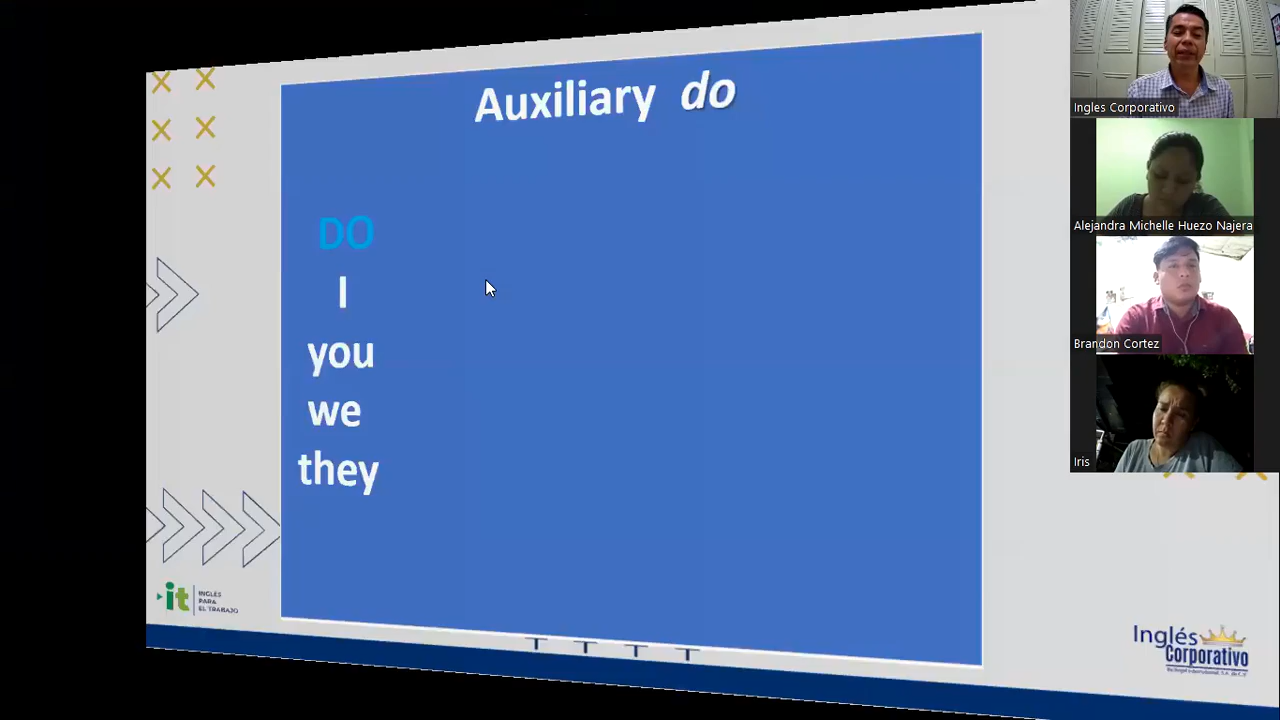 Auxiliary do
DO
I
you
we
they
it
INGLÉS
PARA
EL TRABAJO
Inglés
Corporativo
Ingles Corporativo
Alejandra Michelle Huezo Najera
Brandon Cortez
Iris